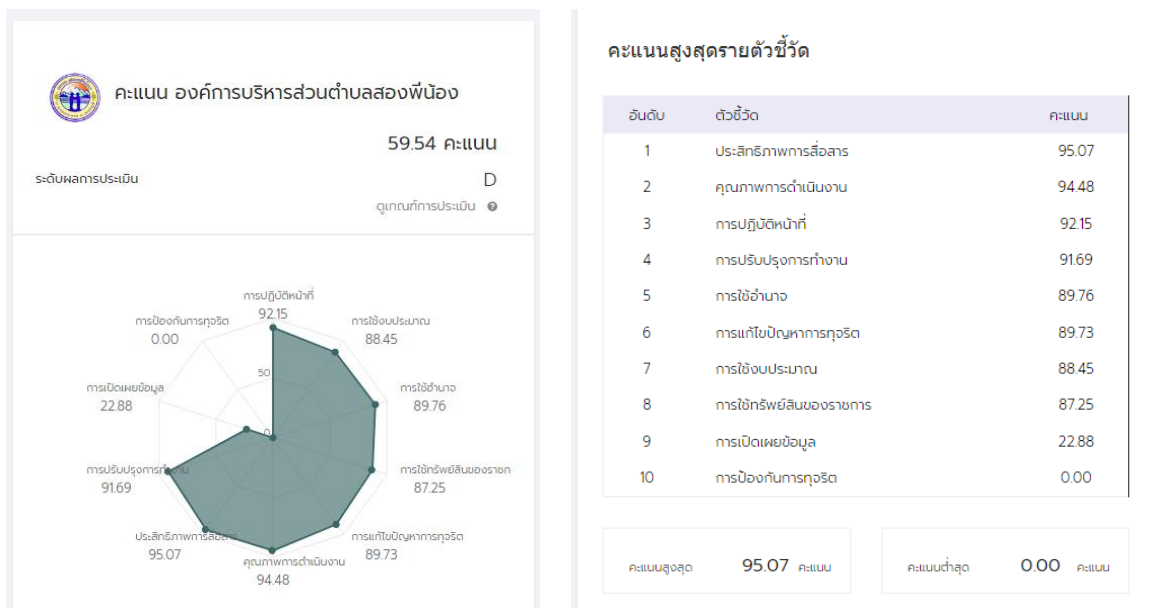 คะแนน องค์การบริหารส่วนตำบลสองพี่น้อง
59.54 คะแนน
ระดับผลการประเมิน D
ดูเกณฑ์การประเมิน
การปฏิบัติหน้าที่
92.15
การป้องกันการทุจริต
0.00
การใช้งบประมาณ
88.45
50
การเปิดเผยข้อมูล
22.88
การใช้อำนาจ
89.76
0
การปรับปรุงการทำงาน
91.69
การใช้ทรัพย์สินของราชก
87.25
ประสิทธิภาพการสื่อสาร
95.07
การแก้ไขปัญหาการทุจริต
89.73
คุณภาพการดำเนินงาน
94.48
คะแนนสูงสุดรายตัวชี้วัด
อันดับ ตัวชี้วัด คะแนน
1 ประสิทธิภาพการสื่อสาร 95.07
2 คุณภาพการดำเนินงาน 94.48
3 การปฏิบัติหน้าที่ 92.15
4 การปรับปรุงการทำงาน 91.69
5 การใช้อำนาจ 89.76
6 การแก้ไขปัญหาการทุจริต 89.73
7 การใช้งบประมาณ 88.45
8 การใช้ทรัพย์สินของราชการ 87.25
9 การเปิดเผยข้อมูล 22.88
10 การป้องกันการทุจริต 0.00
คะแนนสูงสุด 95.07 คะแนน
คะแนนต่ำสุด 0.00 คะแนน